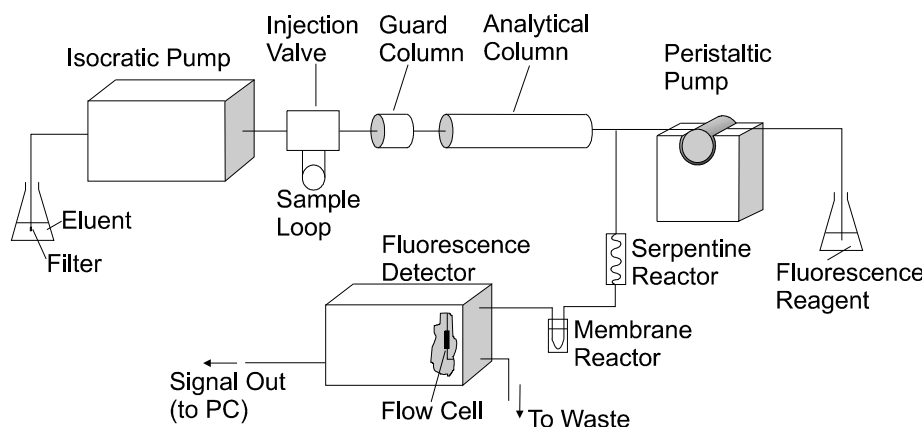 Isocratic Pump
Injection
Valve
Guard
Column
Analytical
Column
Peristaltic
Pump
Sample
Loop
Eluent
Filter
Fluorescence
Detector
Serpentine
Reactor
Fluorescence
Reagent
Membrane
Reactor
Signal Out
(to PC)
Flow Cell
To Waste